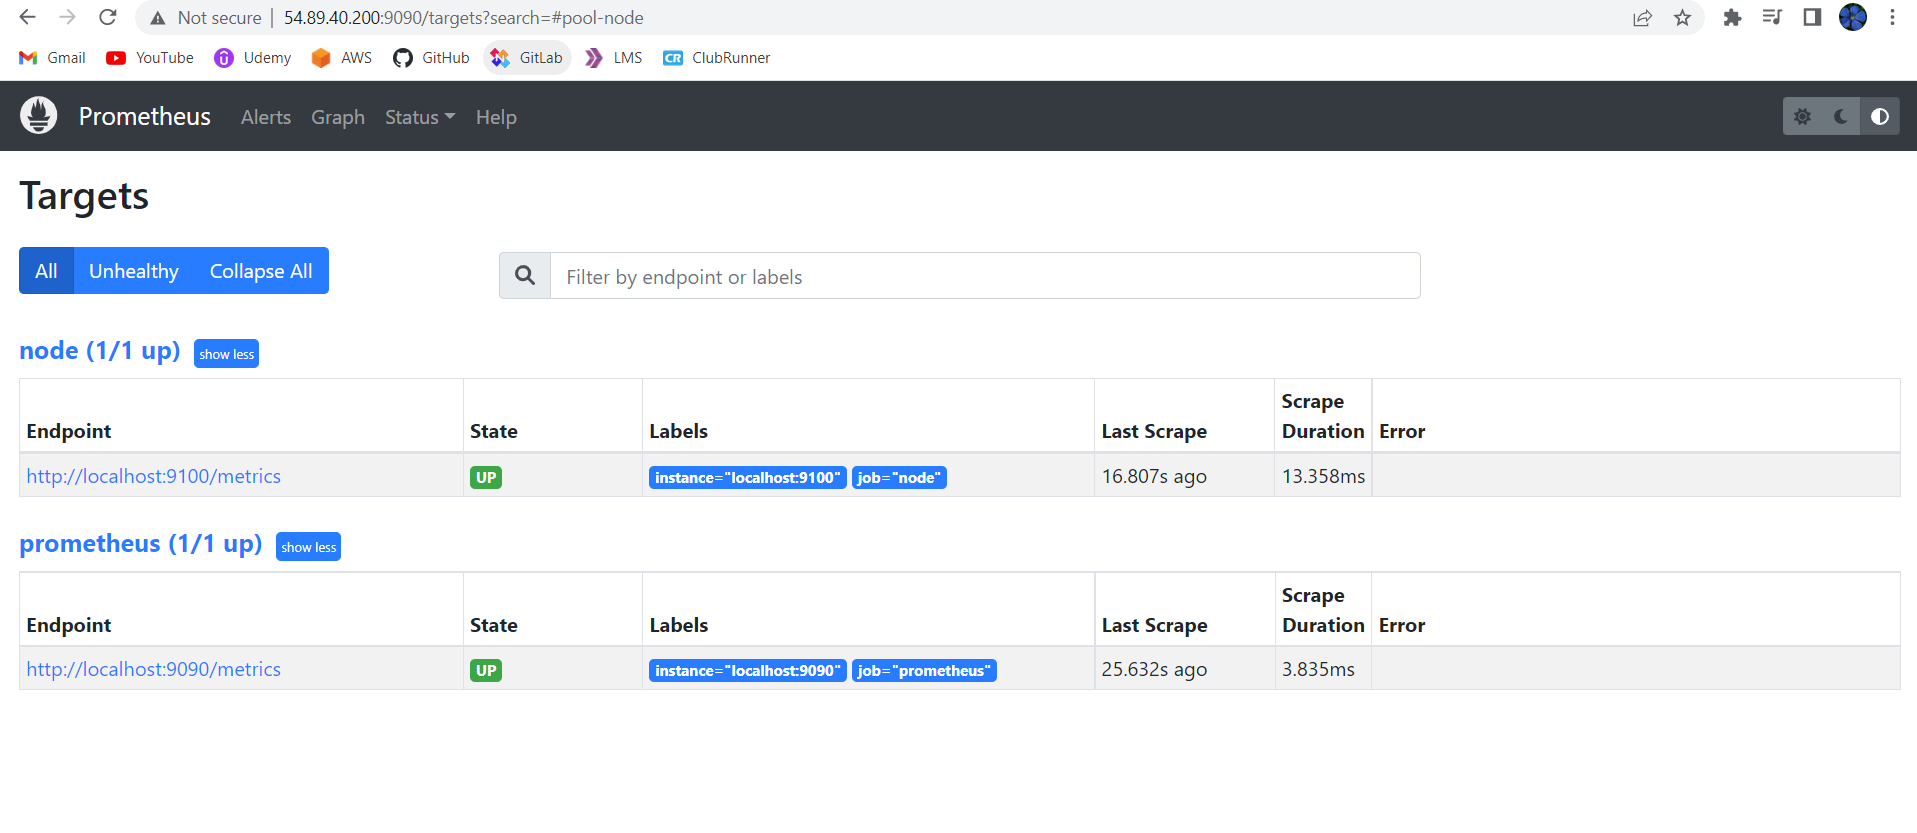 Not secure | 54.89.40.200:9090/targets?search=#pool-node
Gmail YouTube Udemy AWS GitHub GitLab CR LMS ClubRunner
Prometheus Alerts Graph Status Help
Targets
All Unhealthy Collapse All Filter by endpoint or labels
node (1/1 up) show less
Endpoint State Labels Last Scrape Scrape Duration Error
http://localhost:9100/metrics UP instance="localhost:9100" job="node" 16.807s ago 13.358ms
prometheus (1/1 up) show less
Endpoint State Labels Last Scrape Scrape Duration Error
http://localhost:9090/metrics UP instance="localhost:9090" job="prometheus" 25.632s ago 3.835ms